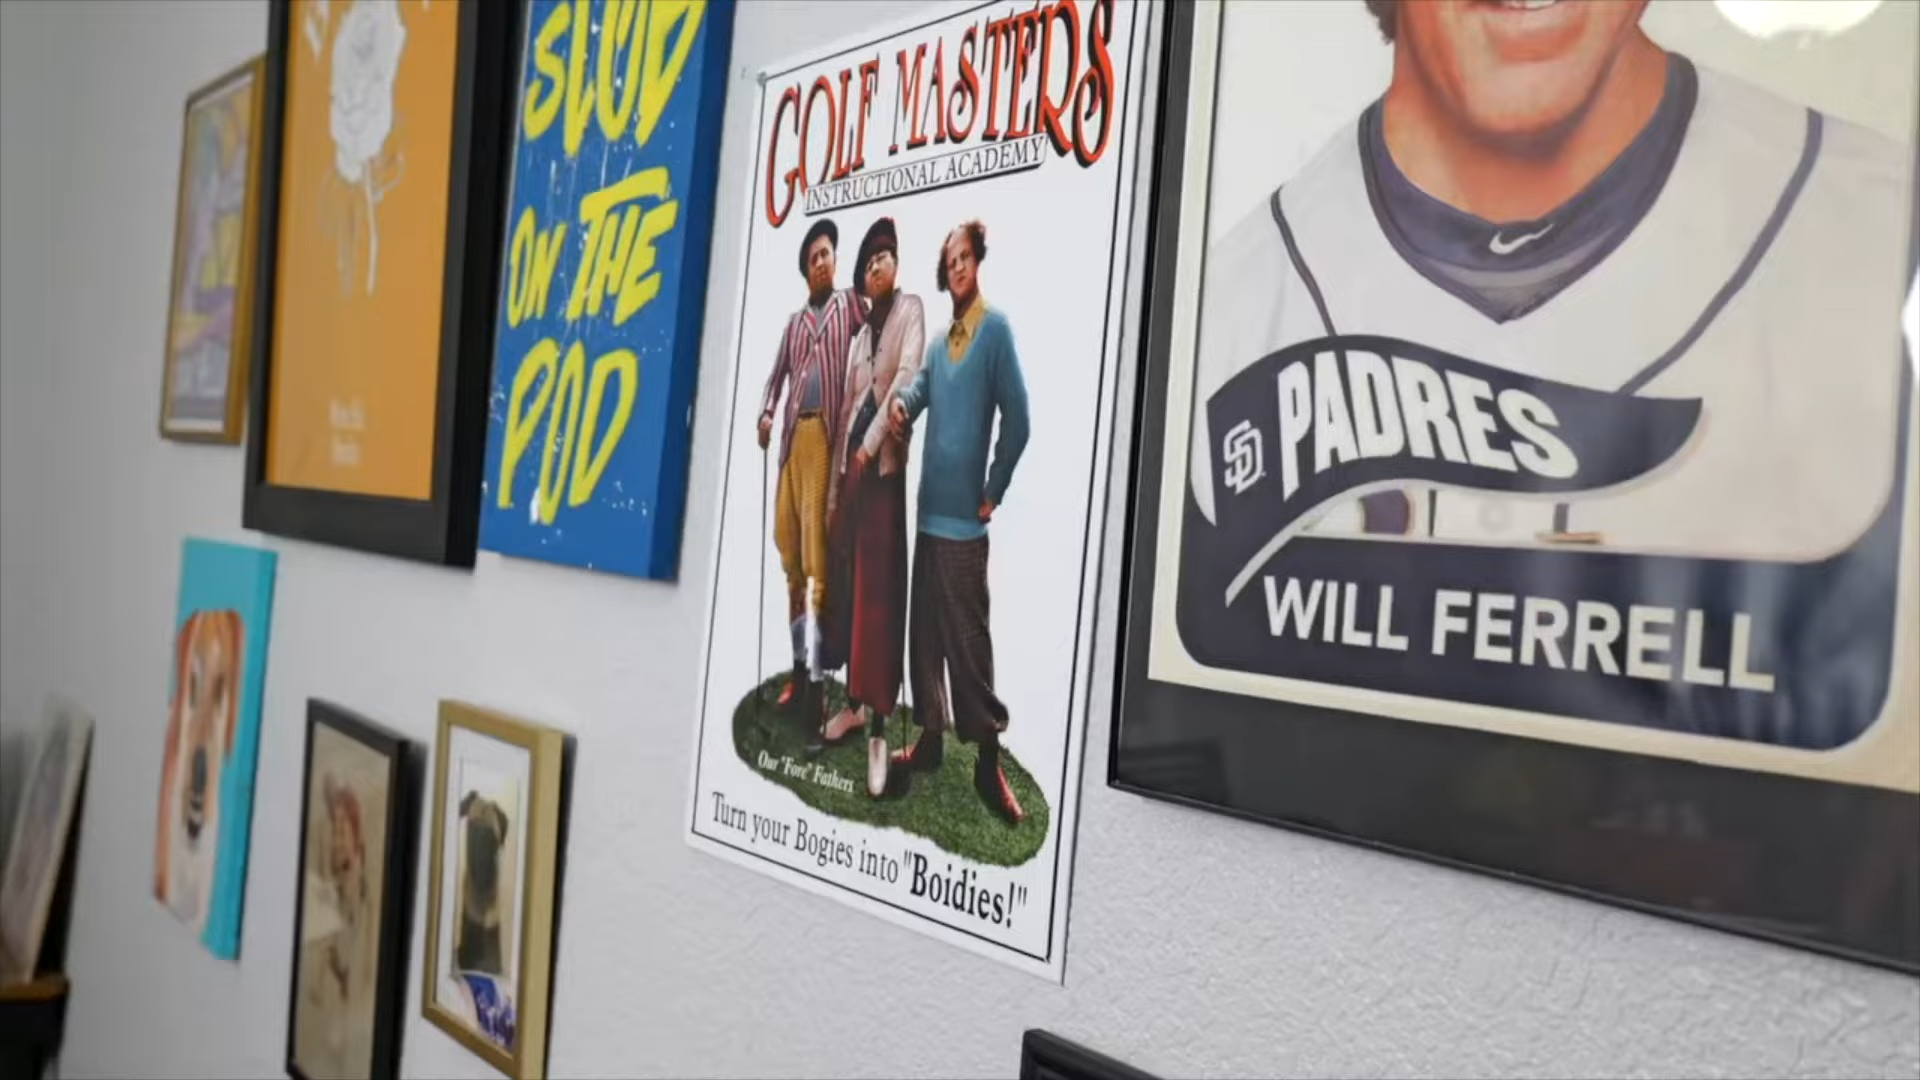 SLUD
ON THE
POD
GOLF MASTERS
INSTRUCTIONAL ACADEMY
Our "Fore" Fathers
Turn your Bogies into "Boidies!"
SD PADRES
WILL FERRELL